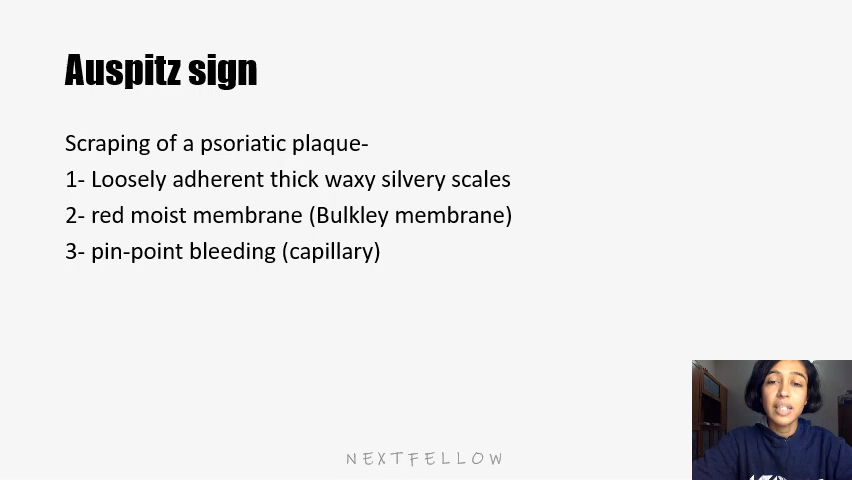 Auspitz sign
Scraping of a psoriatic plaque-
1- Loosely adherent thick waxy silvery scales
2- red moist membrane (Bulkley membrane)
3- pin-point bleeding (capillary)
NEXTFELLOW